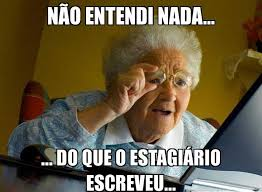 NÃO ENTENDI NADA...
... DO QUE O ESTAGIÁRIO
ESCREVEU...